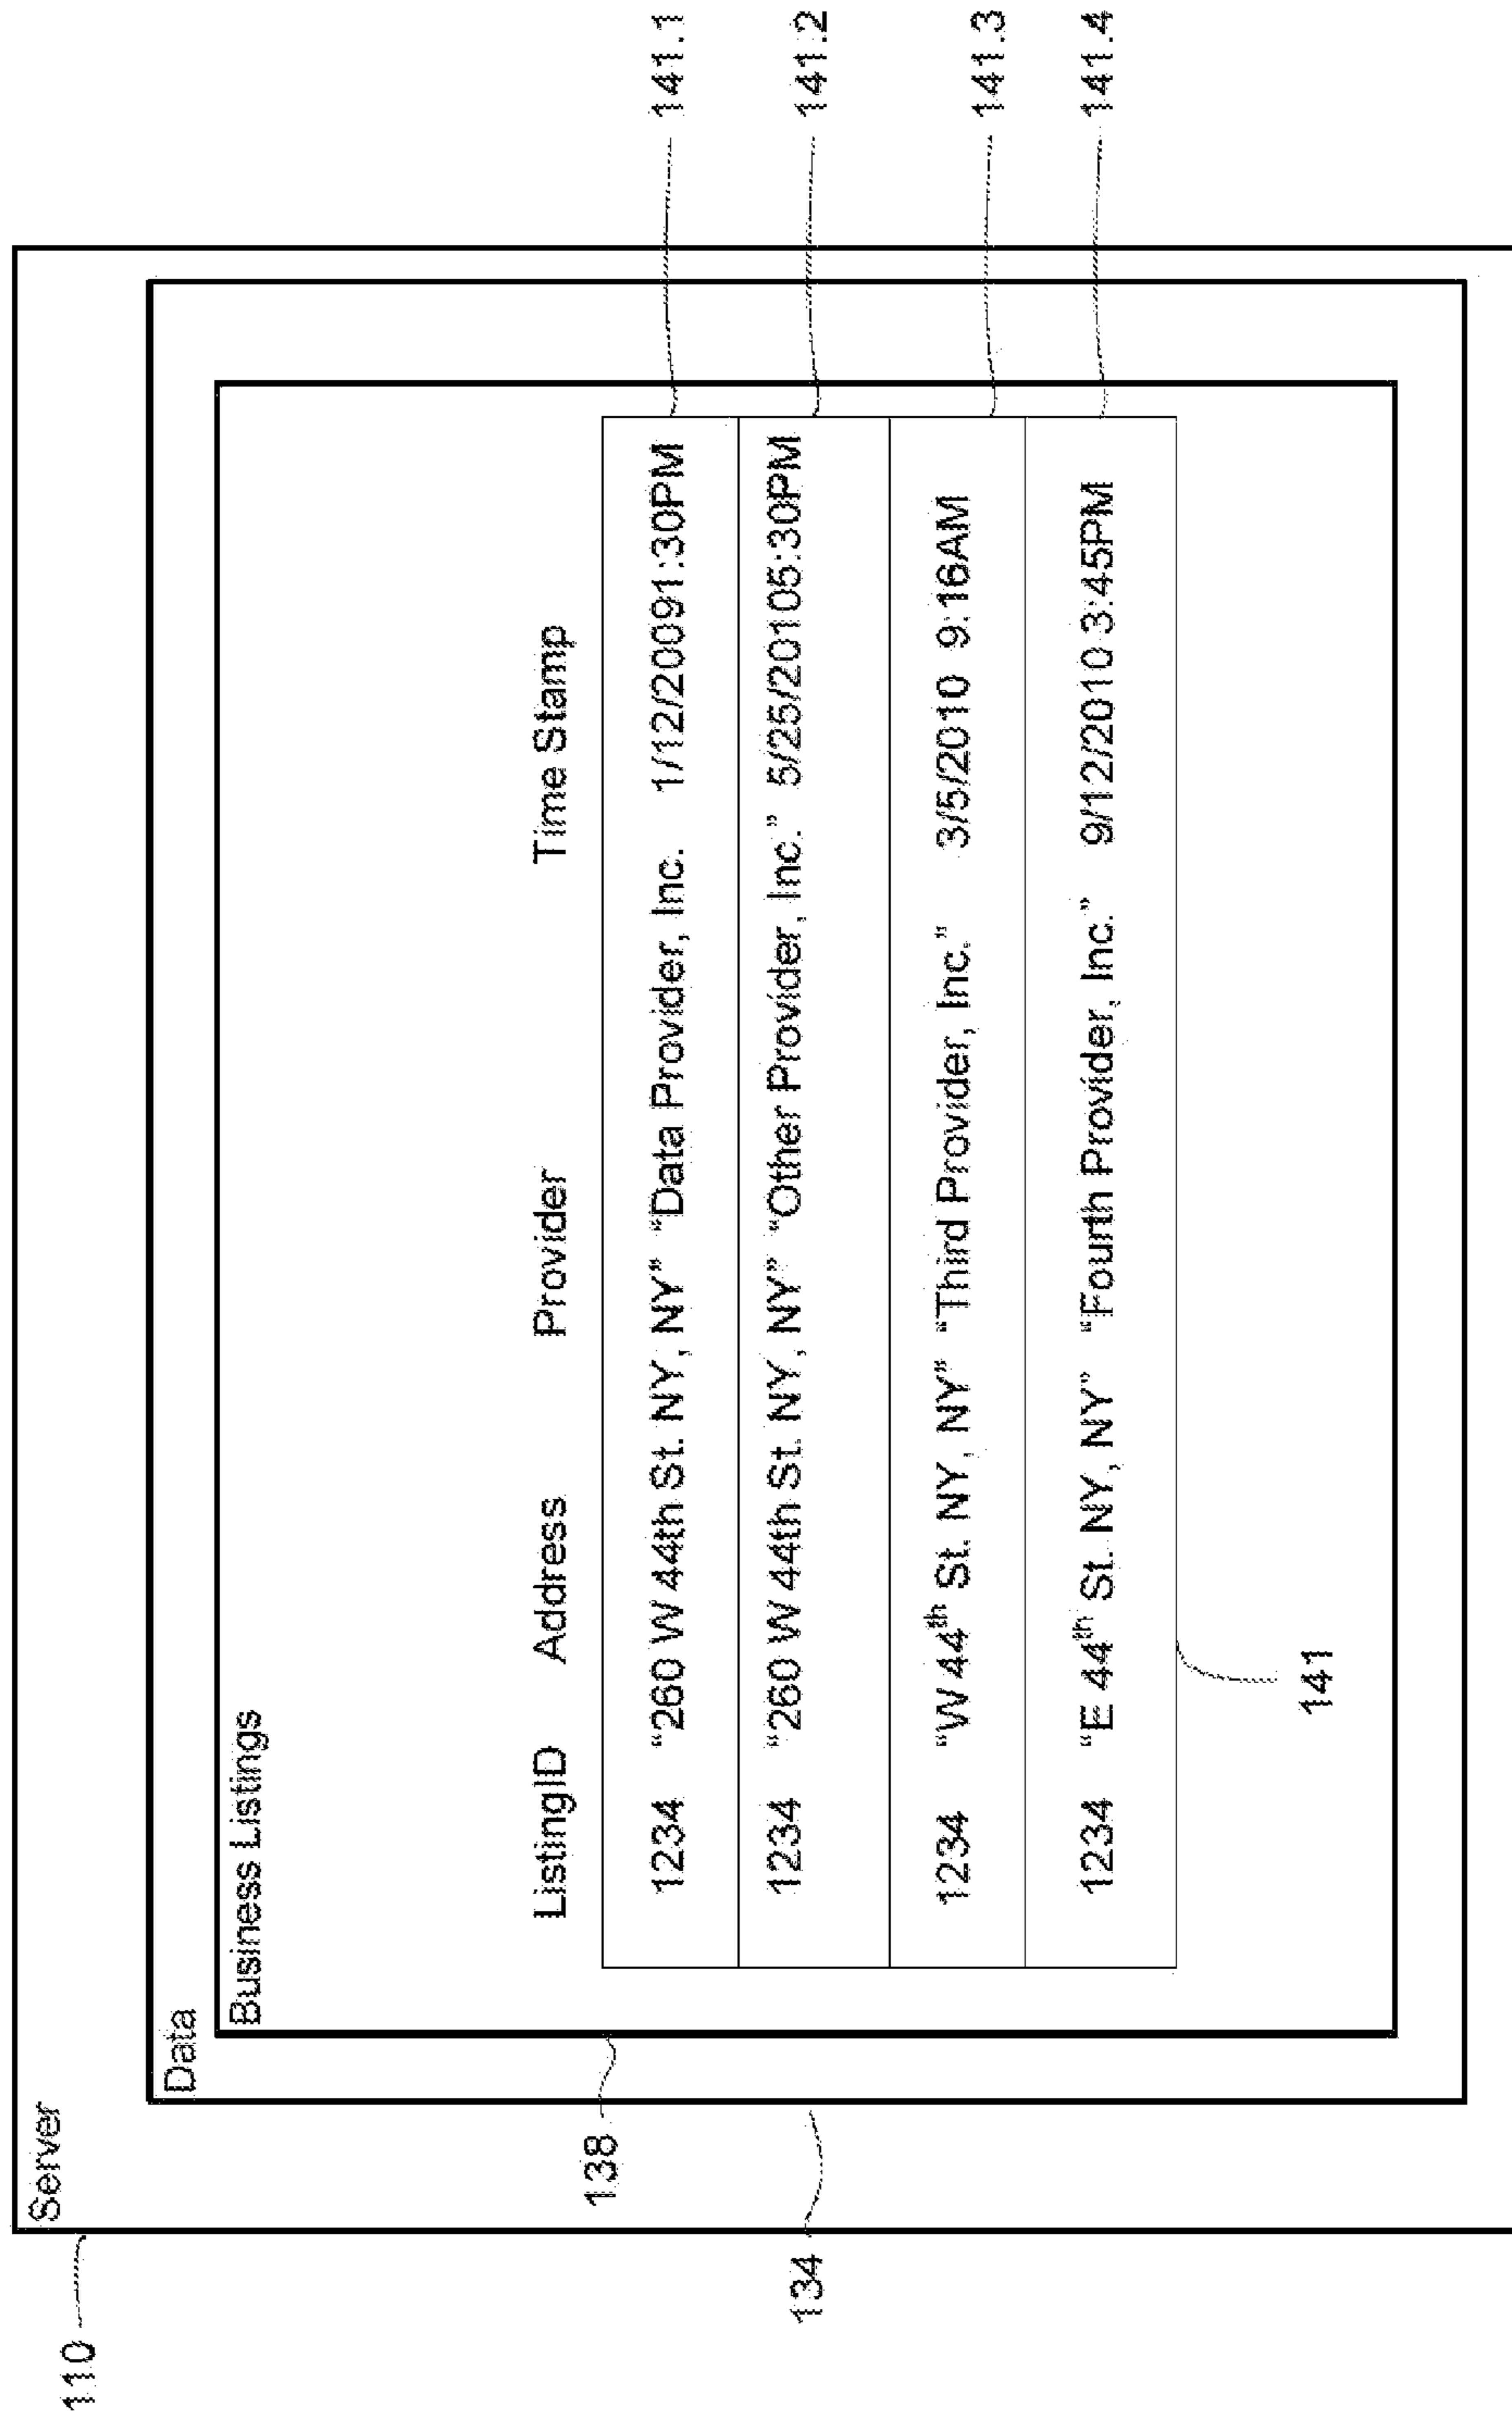 110
Server
Data
Business Listings
ListingID Address Provider Time Stamp
1234 "260 W 44th St. NY, NY" "Data Provider, Inc. 1/12/20091:30PM
141.1
1234 "260 W 44th St. NY, NY" "Other Provider, Inc." 5/25/20105:30PM
141.2
1234 "W 44th St. NY, NY" "Third Provider, Inc." 3/5/2010 9:16AM
141.3
1234 "E 44th St. NY, NY" "Fourth Provider, Inc." 9/12/2010 3:45PM
141.4
138
134
141